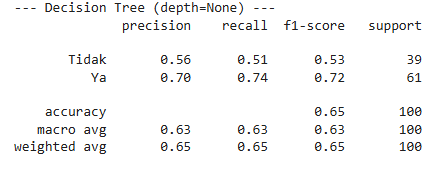 --- Decision Tree (depth=None) ---
precision recall f1-score support
Tidak 0.56 0.51 0.53 39
Ya 0.70 0.74 0.72 61
accuracy 0.65 100
macro avg 0.63 0.63 0.63 100
weighted avg 0.65 0.65 0.65 100